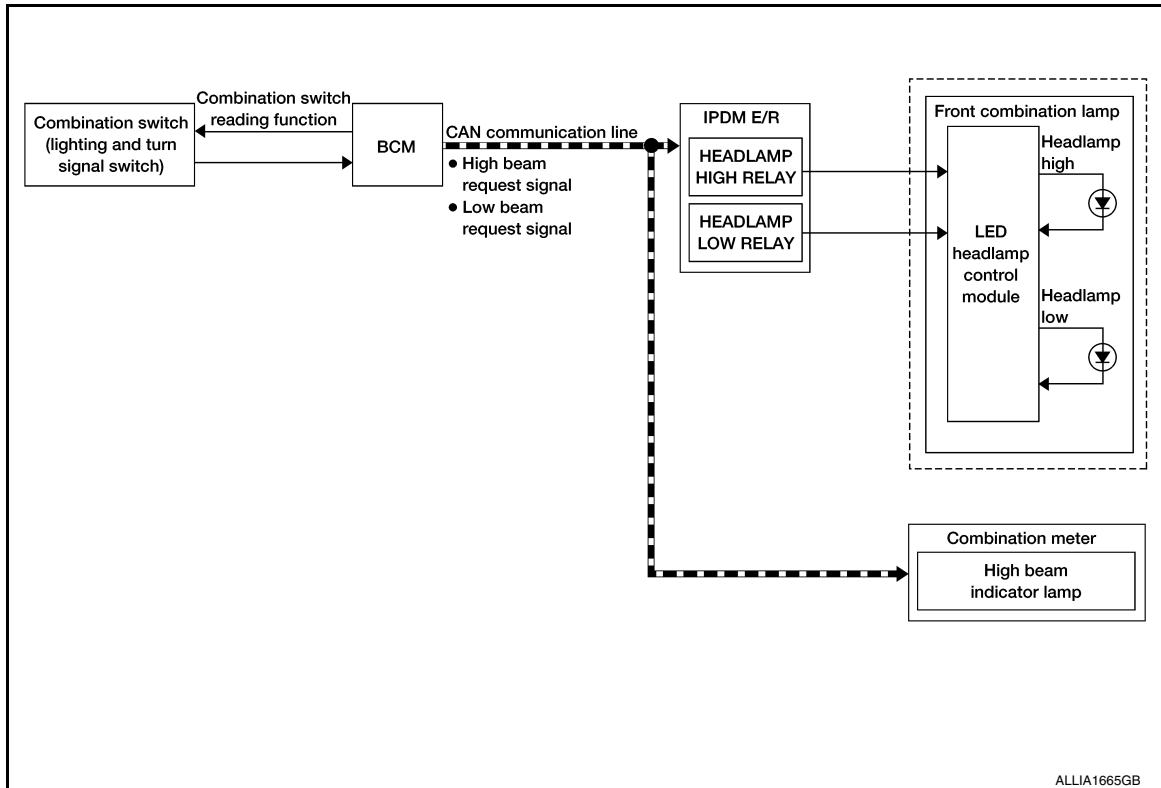 Combination switch
(lighting and turn
signal switch)
Combination switch
reading function
BCM
CAN communication line
● High beam
request signal
● Low beam
request signal
IPDM E/R
HEADLAMP
HIGH RELAY
HEADLAMP
LOW RELAY
Front combination lamp
LED
headlamp
control
module
Headlamp
high
Headlamp
low
Combination meter
High beam
indicator lamp
ALLIA1665GB